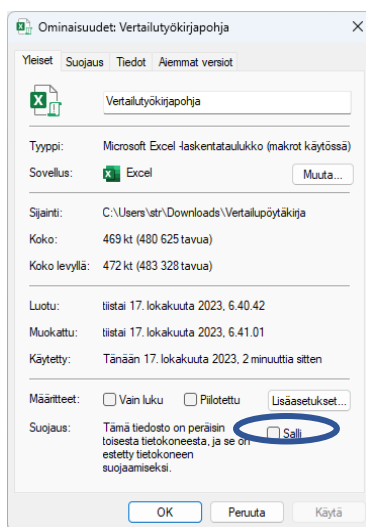 Ominaisuudet: Vertailutyökirjapohja
Yleiset Suojaus Tiedot Aiemmat versiot
Vertailutyökirjapohja
Tyyppi: Microsoft Excel -laskentataulukko (makrot käytössä)
Sovellus: Excel Muuta...
Sijainti: C:\Users\str\Downloads\Vertailupöytäkirja
Koko: 469 kt (480 625 tavua)
Koko levyllä: 472 kt (483 328 tavua)
Luotu: tiistai 17. lokakuuta 2023, 6.40.42
Muokattu: tiistai 17. lokakuuta 2023, 6.41.01
Käytetty: Tänään 17. lokakuuta 2023, 2 minuuttia sitten
Määritteet: Vain luku Piilotettu Lisäasetukset...
Suojaus: Tämä tiedosto on peräisin Salli
toisesta tietokoneesta, ja se on
estetty tietokoneen
suojaamiseksi.
OK Peruuta Käytä